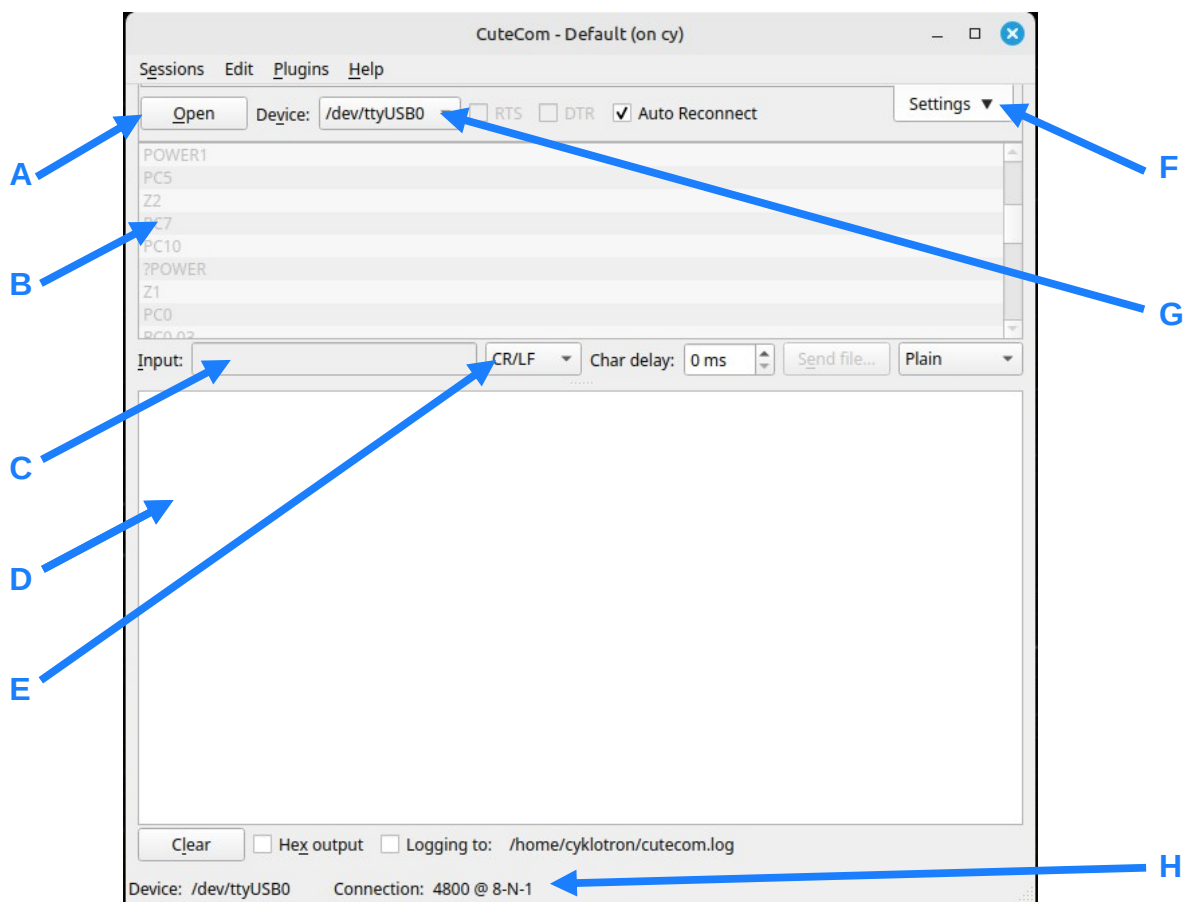 CuteCom - Default (on cy)
Sessions Edit Plugins Help
Open Device: /dev/ttyUSB0 RTS DTR Auto Reconnect Settings ▼
A
F
POWER1
PC5
Z2
PC7
B
PC10
?POWER
Z1
G
PC0
PC0.03
Input: CR/LF Char delay: 0 ms Send file... Plain
C
D
E
Clear Hex output Logging to: /home/cyklotron/cutecom.log
H
Device: /dev/ttyUSB0 Connection: 4800 @ 8-N-1